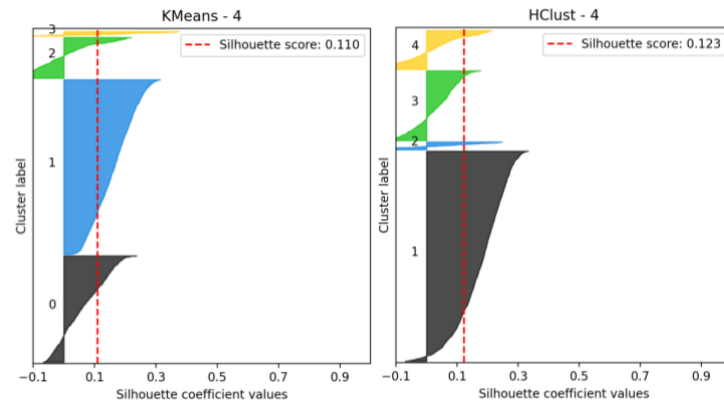 KMeans - 4
Silhouette score: 0.110
3
2
1
0
Cluster label
−0.1 0.1 0.3 0.5 0.7 0.9
Silhouette coefficient values
HClust - 4
Silhouette score: 0.123
4
3
2
1
Cluster label
−0.1 0.1 0.3 0.5 0.7 0.9
Silhouette coefficient values